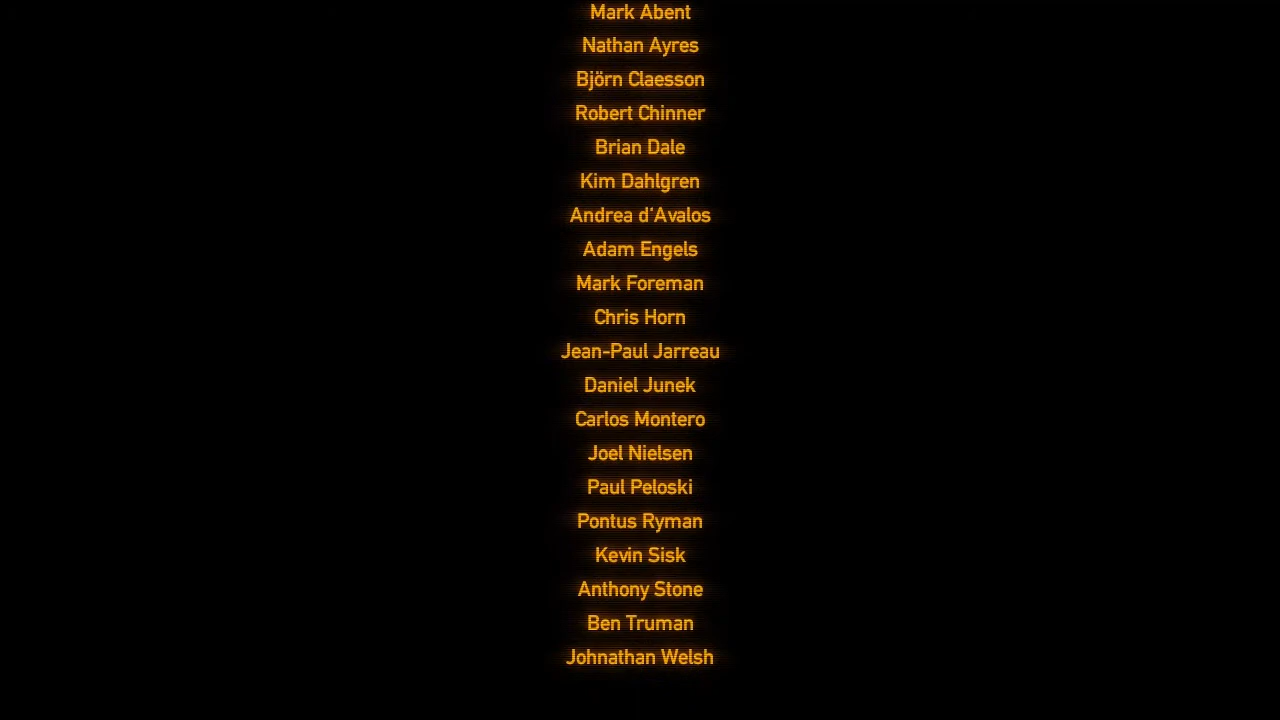 Mark Abent
Nathan Ayres
Björn Claesson
Robert Chinner
Brian Dale
Kim Dahlgren
Andrea d'Avalos
Adam Engels
Mark Foreman
Chris Horn
Jean-Paul Jarreau
Daniel Junek
Carlos Montero
Joel Nielsen
Paul Peloski
Pontus Ryman
Kevin Sisk
Anthony Stone
Ben Truman
Johnathan Welsh